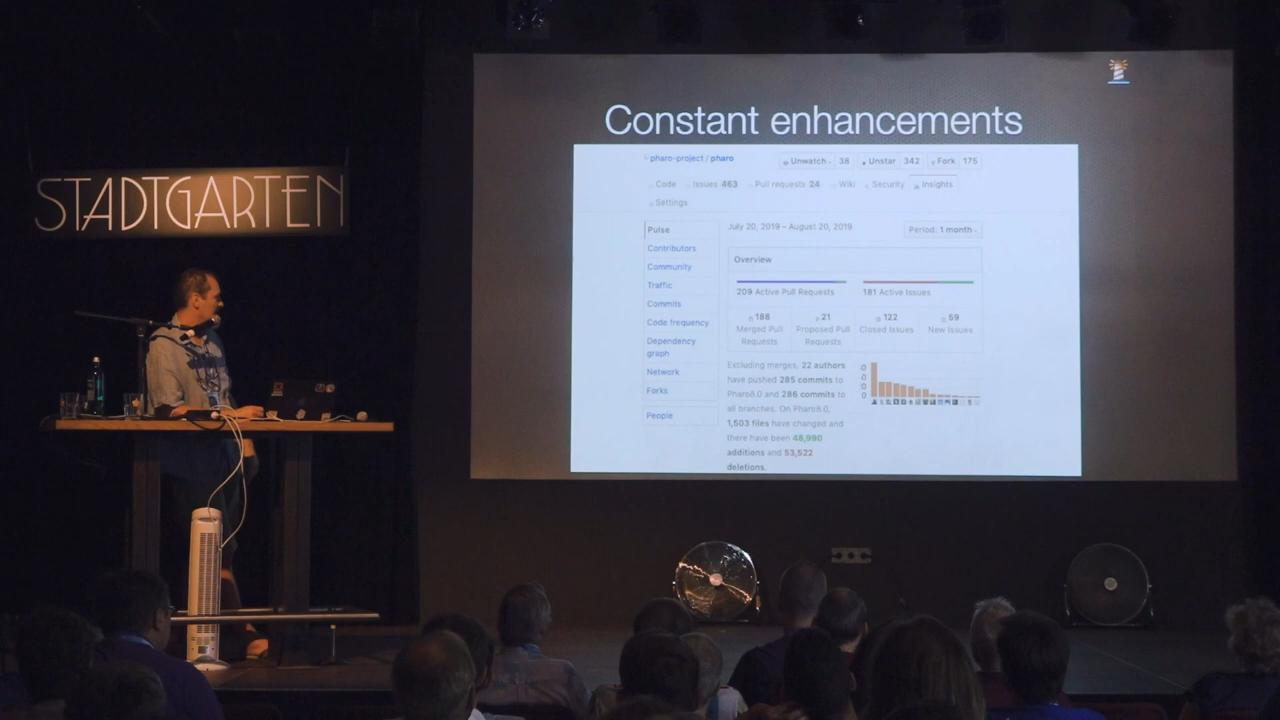 STADTGARTEN
Constant enhancements
pharo-project / pharo
Unwatch 38 Unstar 342 Fork 175
Code Issues 463 Pull requests 24 Wiki Security Insights
Settings
Pulse
Contributors
Community
Traffic
Commits
Code frequency
Dependency
graph
Network
Forks
People
July 20, 2019 – August 20, 2019
Period: 1 month
Overview
209 Active Pull Requests
181 Active Issues
188
Merged Pull
Requests
21
Proposed Pull
Requests
122
Closed Issues
59
New Issues
Excluding merges, 22 authors
have pushed 285 commits to
Pharo8.0 and 286 commits to
all branches. On Pharo8.0,
1,503 files have changed and
there have been 48,990
additions and 53,522
deletions.